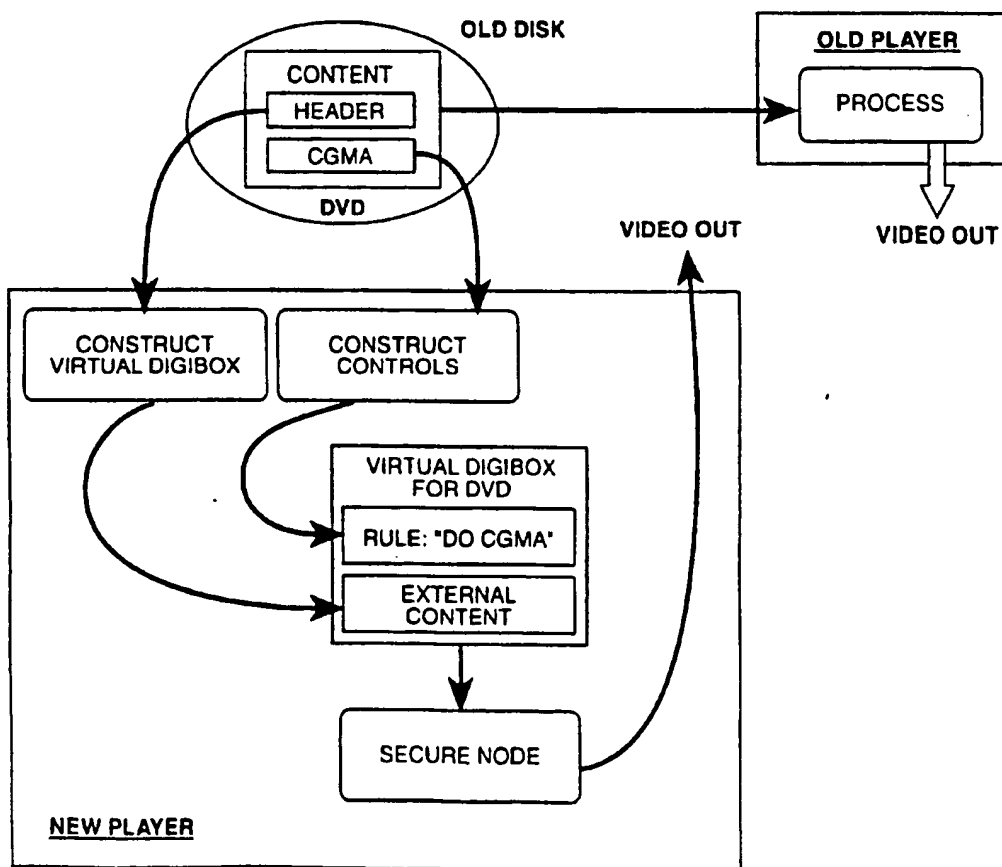 OLD DISK
CONTENT
HEADER
CGMA
DVD
OLD PLAYER
PROCESS
VIDEO OUT
VIDEO OUT
CONSTRUCT
VIRTUAL DIGIBOX
CONSTRUCT
CONTROLS
VIRTUAL DIGIBOX
FOR DVD
RULE: "DO CGMA"
EXTERNAL
CONTENT
SECURE NODE
NEW PLAYER